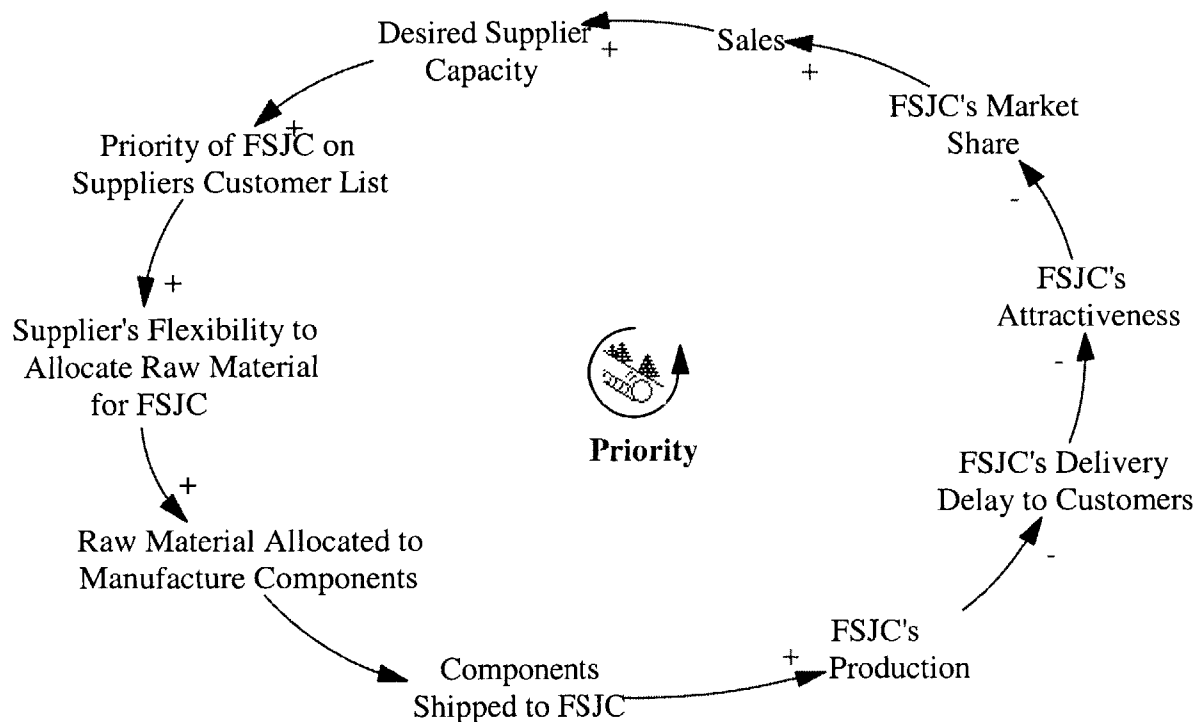 Desired Supplier
Capacity
+
Sales
+
FSJC's Market
Share
-
FSJC's
Attractiveness
-
FSJC's Delivery
Delay to Customers
-
FSJC's
Production
+
Components
Shipped to FSJC
Raw Material Allocated to
Manufacture Components
+
Supplier's Flexibility to
Allocate Raw Material
for FSJC
+
Priority of FSJC on
Suppliers Customer List
+
Priority